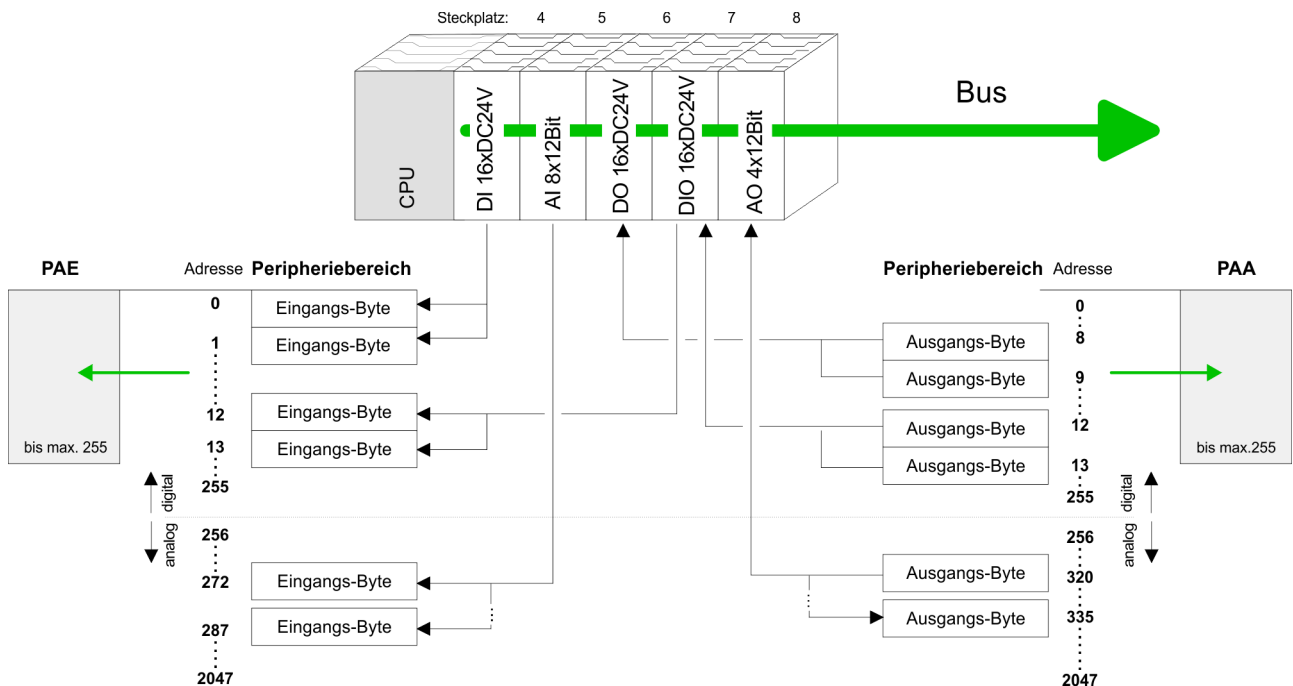 Steckplatz: 4 5 6 7 8
Bus
CPU
DI 16xDC24V
AI 8x12Bit
DO 16xDC24V
DIO 16xDC24V
AO 4x12Bit
PAE
Adresse
Peripheriebereich
0
Eingangs-Byte
1
Eingangs-Byte
12
Eingangs-Byte
13
Eingangs-Byte
bis max. 255
255
digital
analog
256
272
Eingangs-Byte
287
Eingangs-Byte
2047
Peripheriebereich
Adresse
PAA
0
Ausgangs-Byte
8
Ausgangs-Byte
9
Ausgangs-Byte
12
Ausgangs-Byte
13
bis max.255
255
digital
analog
256
Ausgangs-Byte
320
Ausgangs-Byte
335
2047